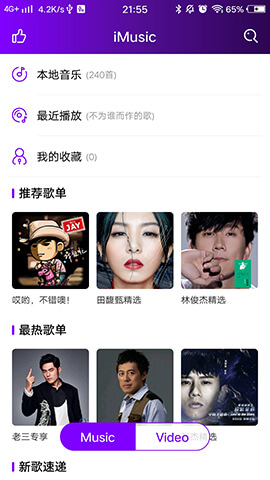 4G+ 4.2K/s 21:55 65%
iMusic
本地音乐 (240首)
最近播放 (不为谁而作的歌)
我的收藏 (0)
推荐歌单
JAY
哎哟，不错噢！ 田馥甄精选 林俊杰精选
最热歌单
老三专享 精选
Music Video
新歌速递